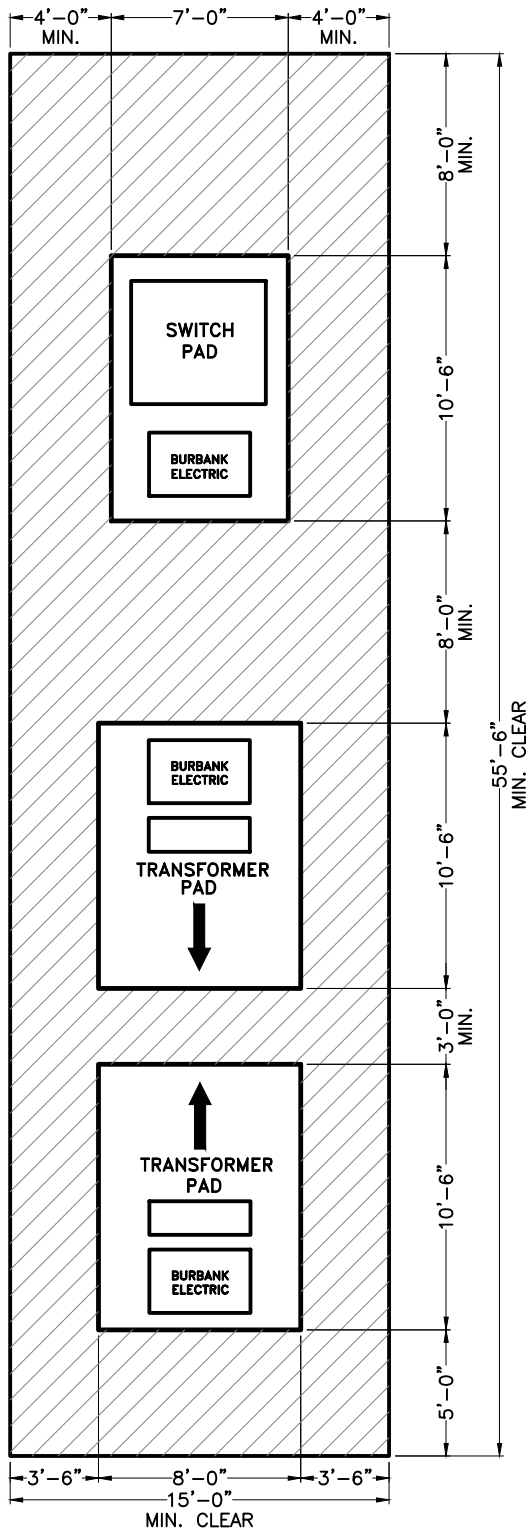 4'-0" 7'-0" 4'-0"
MIN. MIN.
8'-0"
MIN.
SWITCH
PAD
10'-6"
BURBANK
ELECTRIC
8'-0"
MIN.
55'-6"
MIN. CLEAR
BURBANK
ELECTRIC
TRANSFORMER
PAD
10'-6"
3'-0"
MIN.
TRANSFORMER
PAD
10'-6"
BURBANK
ELECTRIC
5'-0"
3'-6" 8'-0" 3'-6"
15'-0"
MIN. CLEAR